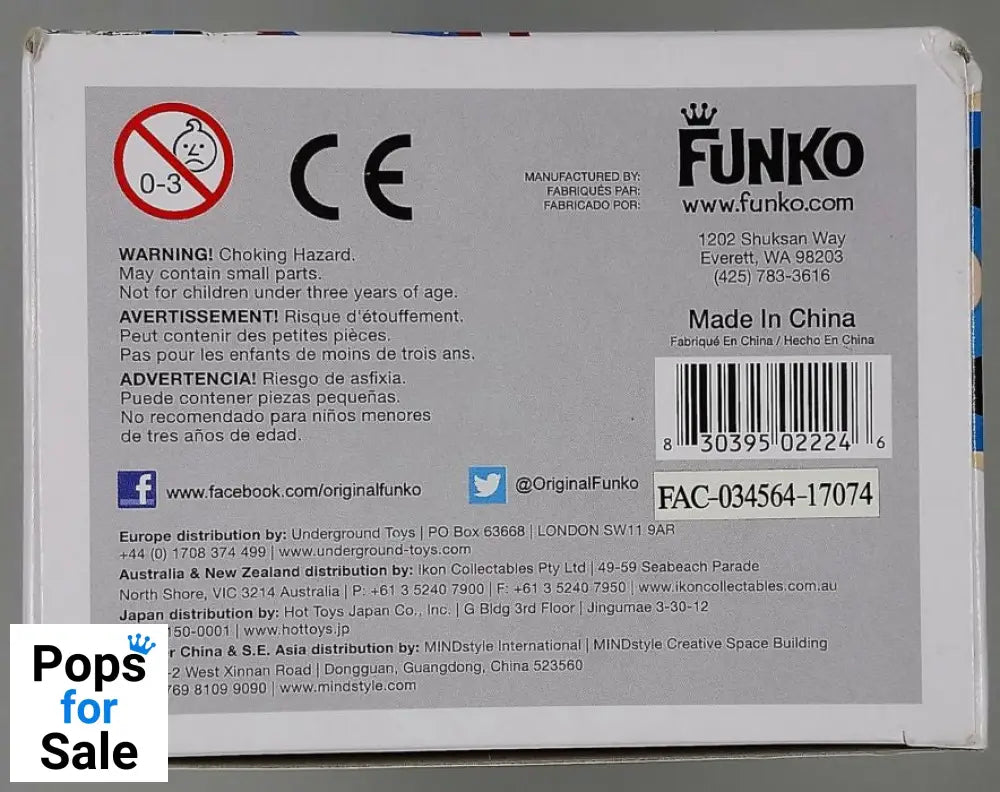 0-3
CE
MANUFACTURED BY:
FABRIQUÉS PAR:
FABRICADO POR:
FUNKO
www.funko.com
1202 Shuksan Way
Everett, WA 98203
(425) 783-3616
WARNING! Choking Hazard.
May contain small parts.
Not for children under three years of age.
AVERTISSEMENT! Risque d'étouffement.
Peut contenir des petites pièces.
Pas pour les enfants de moins de trois ans.
ADVERTENCIA! Riesgo de asfixia.
Puede contener piezas pequeñas.
No recomendado para niños menores
de tres años de edad.
Made In China
Fabriqué En China / Hecho En China
8 30395 02224 6
f www.facebook.com/originalfunko
@OriginalFunko
FAC-034564-17074
Europe distribution by: Underground Toys | PO Box 63668 | LONDON SW11 9AR
+44 (0) 1708 374 499 | www.underground-toys.com
Australia & New Zealand distribution by: Ikon Collectables Pty Ltd | 49-59 Seabeach Parade
North Shore, VIC 3214 Australia | P: +61 3 5240 7900 | F: +61 3 5240 7950 | www.ikoncollectables.com.au
Japan distribution by: Hot Toys Japan Co., Inc. | G Bldg 3rd Floor | Jingumae 3-30-12
150-0001 | www.hottoys.jp
China & S.E. Asia distribution by: MINDstyle International | MINDstyle Creative Space Building
-2 West Xinnan Road | Dongguan, Guangdong, China 523560
769 8109 9090 | www.mindstyle.com
Pops
for
Sale